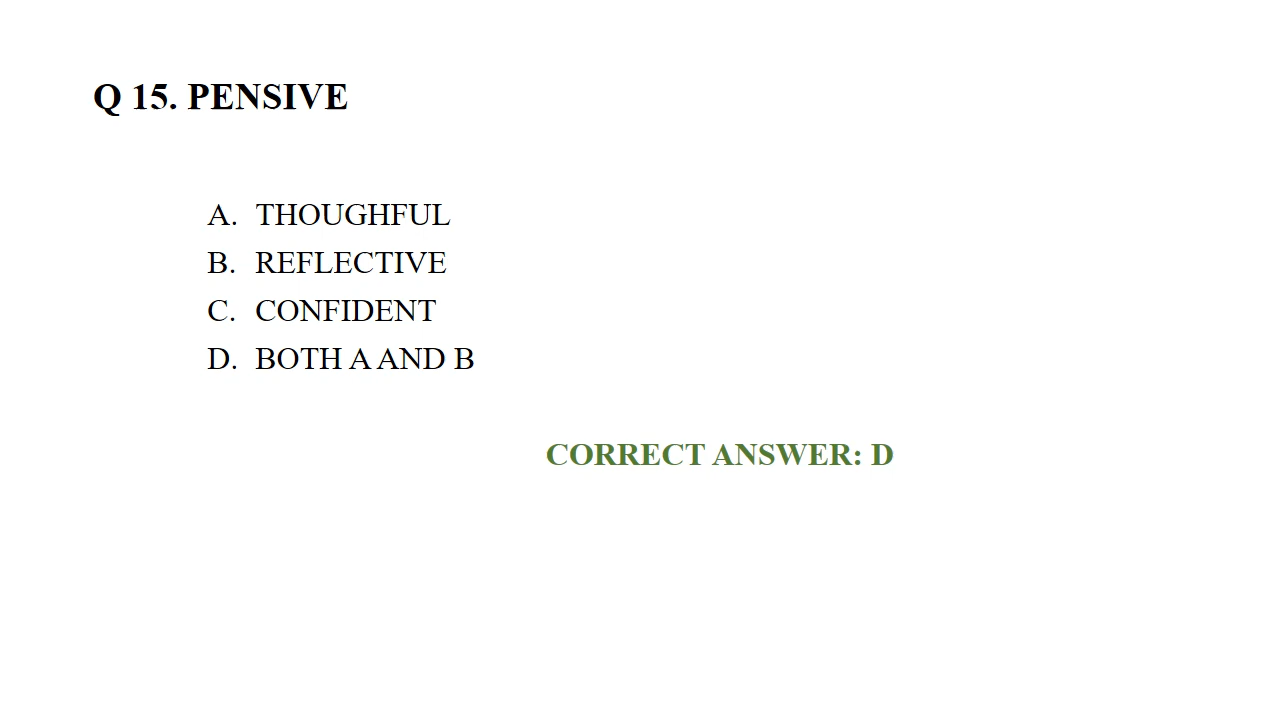 Q 15. PENSIVE
A. THOUGHFUL
B. REFLECTIVE
C. CONFIDENT
D. BOTH A AND B
CORRECT ANSWER: D